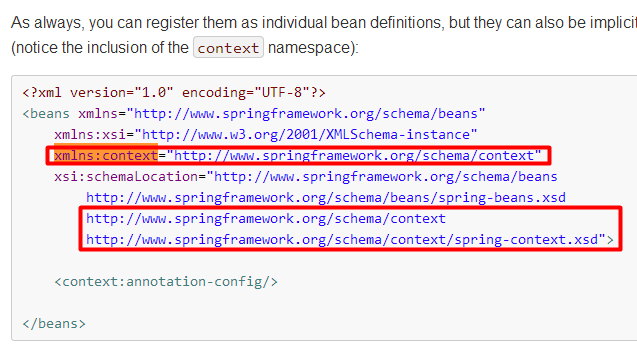 As always, you can register them as individual bean definitions, but they can also be implicit
(notice the inclusion of the context namespace):
<?xml version="1.0" encoding="UTF-8"?>
<beans xmlns="http://www.springframework.org/schema/beans"
    xmlns:xsi="http://www.w3.org/2001/XMLSchema-instance"
    xmlns:context="http://www.springframework.org/schema/context"
    xsi:schemaLocation="http://www.springframework.org/schema/beans
        http://www.springframework.org/schema/beans/spring-beans.xsd
        http://www.springframework.org/schema/context
        http://www.springframework.org/schema/context/spring-context.xsd">
    <context:annotation-config/>
</beans>